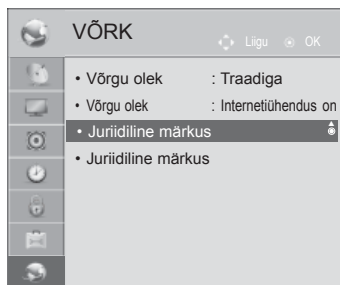 VÕRK
Liigu OK
• Võrgu olek : Traadiga
• Võrgu olek : Internetiühendus on
• Juriidiline märkus
• Juriidiline märkus